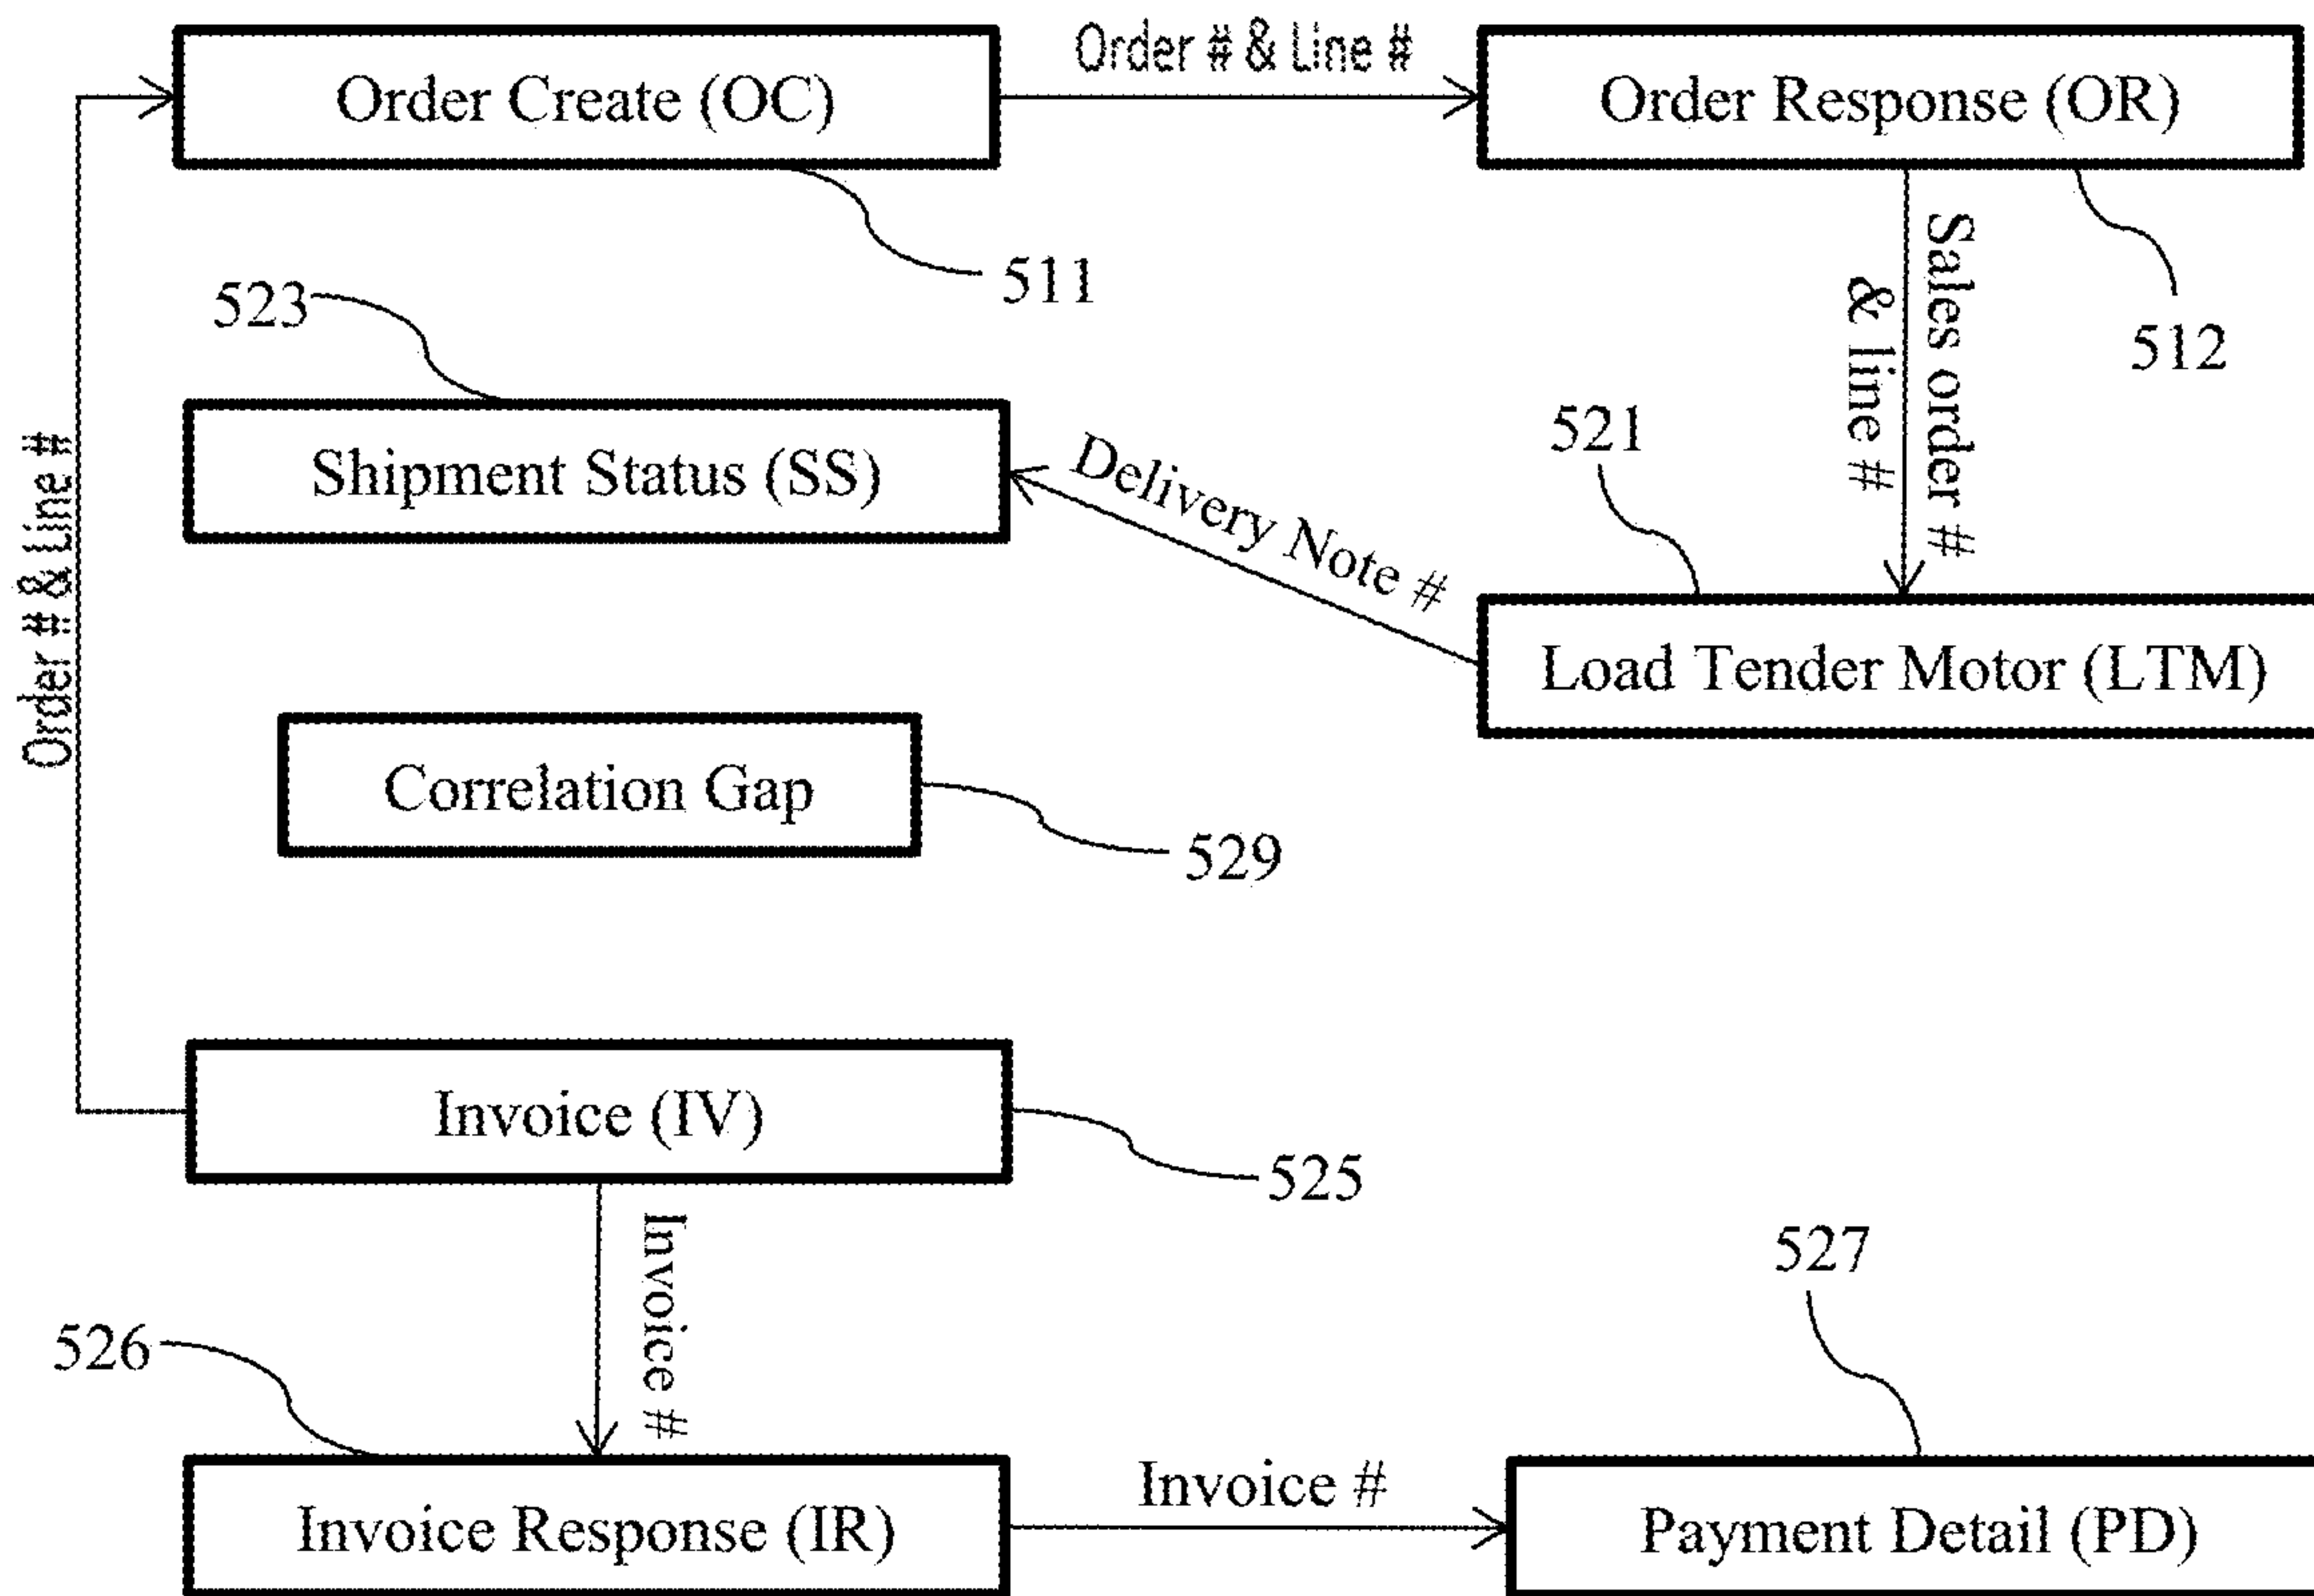 Order Create (OC)
Order # & Line #
Order Response (OR)
511
523
Sales order #
& line #
512
Shipment Status (SS)
Delivery Note #
521
Order # & Line #
Load Tender Motor (LTM)
Correlation Gap
529
Invoice (IV)
525
Invoice #
527
526
Invoice Response (IR)
Invoice #
Payment Detail (PD)